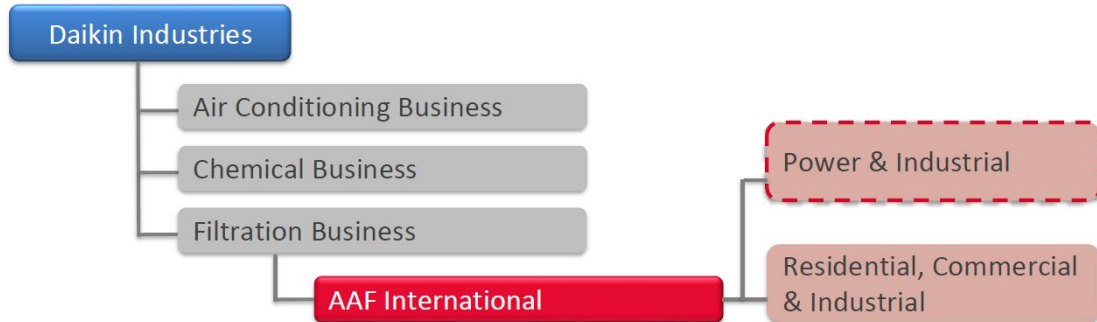 Daikin Industries
Air Conditioning Business
Chemical Business
Filtration Business
AAF International
Power & Industrial
Residential, Commercial
& Industrial